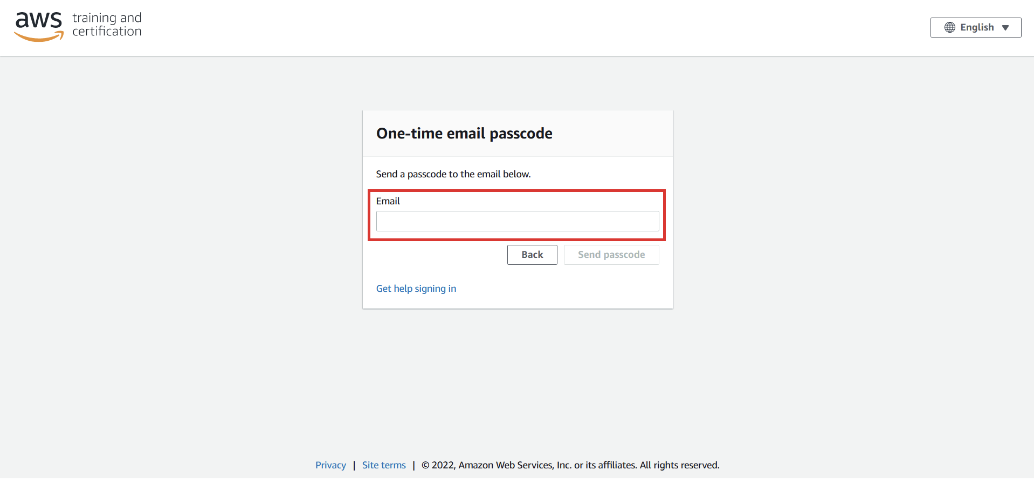 aws training and
certification
English
One-time email passcode
Send a passcode to the email below.
Email
Back Send passcode
Get help signing in
Privacy | Site terms | © 2022, Amazon Web Services, Inc. or its affiliates. All rights reserved.